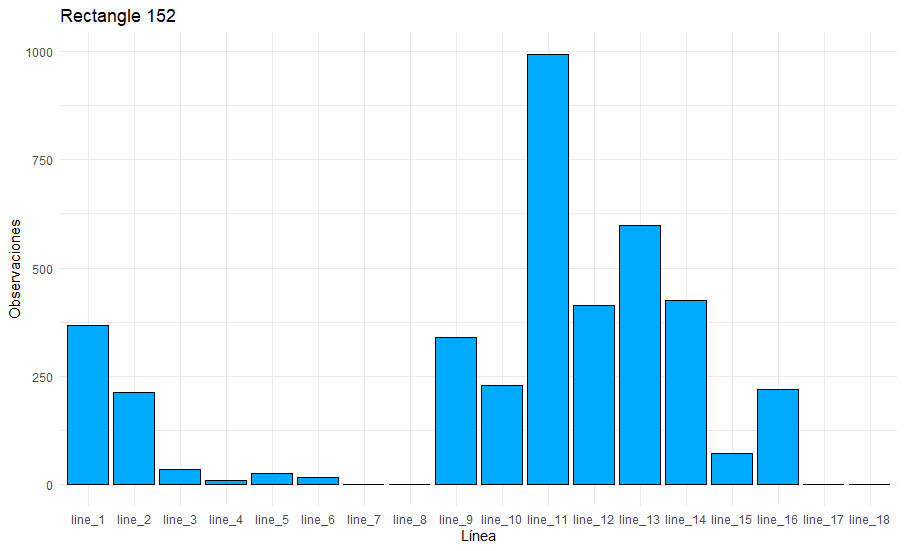 Rectangle 152
Observaciones
1000
750
500
250
0
line_1 line_2 line_3 line_4 line_5 line_6 line_7 line_8 line_9 line_10 line_11 line_12 line_13 line_14 line_15 line_16 line_17 line_18
Línea